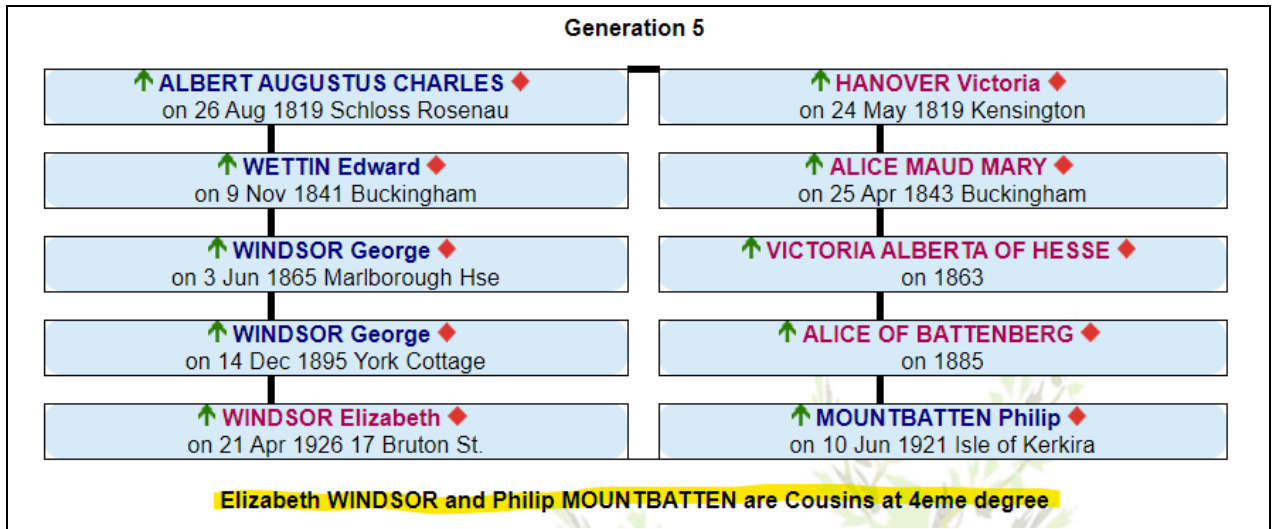 Generation 5
ALBERT AUGUSTUS CHARLES
on 26 Aug 1819 Schloss Rosenau
HANOVER Victoria
on 24 May 1819 Kensington
WETTIN Edward
on 9 Nov 1841 Buckingham
ALICE MAUD MARY
on 25 Apr 1843 Buckingham
WINDSOR George
on 3 Jun 1865 Marlborough Hse
VICTORIA ALBERTA OF HESSE
on 1863
WINDSOR George
on 14 Dec 1895 York Cottage
ALICE OF BATTENBERG
on 1885
WINDSOR Elizabeth
on 21 Apr 1926 17 Bruton St.
MOUNTBATTEN Philip
on 10 Jun 1921 Isle of Kerkira
Elizabeth WINDSOR and Philip MOUNTBATTEN are Cousins at 4eme degree